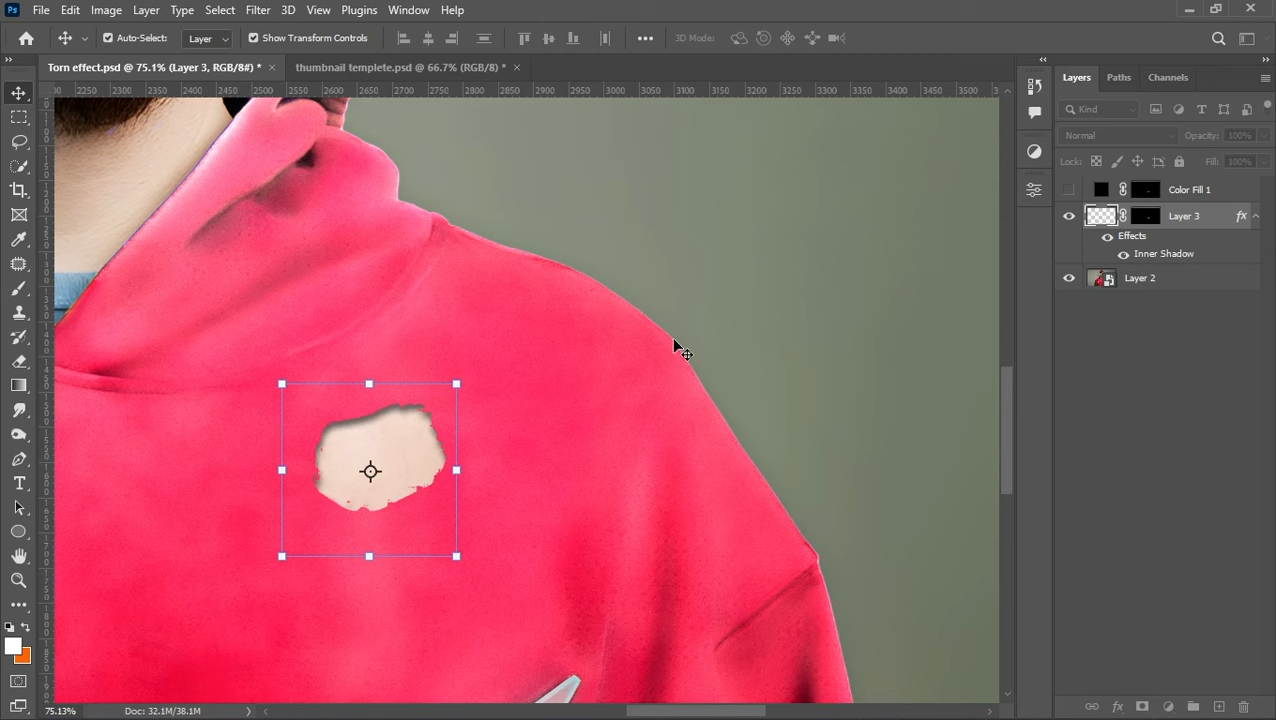 Ps File Edit Image Layer Type Select Filter 3D View Plugins Window Help
Auto-Select: Layer Show Transform Controls 3D Mode:
Torn effect.psd @ 75.1% (Layer 3, RGB/8#) * thumbnail templete.psd @ 66.7% (RGB/8) *
2250 2300 2350 2400 2450 2500 2550 2600 2650 2700 2750 2800 2850 2900 2950 3000 3050 3100 3150 3200 3250 3300 3350 3400 3450 3500
Layers Paths Channels
Kind
Normal Opacity: 100%
Lock: Fill: 100%
Color Fill 1
Layer 3 fx
Effects
Inner Shadow
Layer 2
75.13% Doc: 32.1M/38.1M